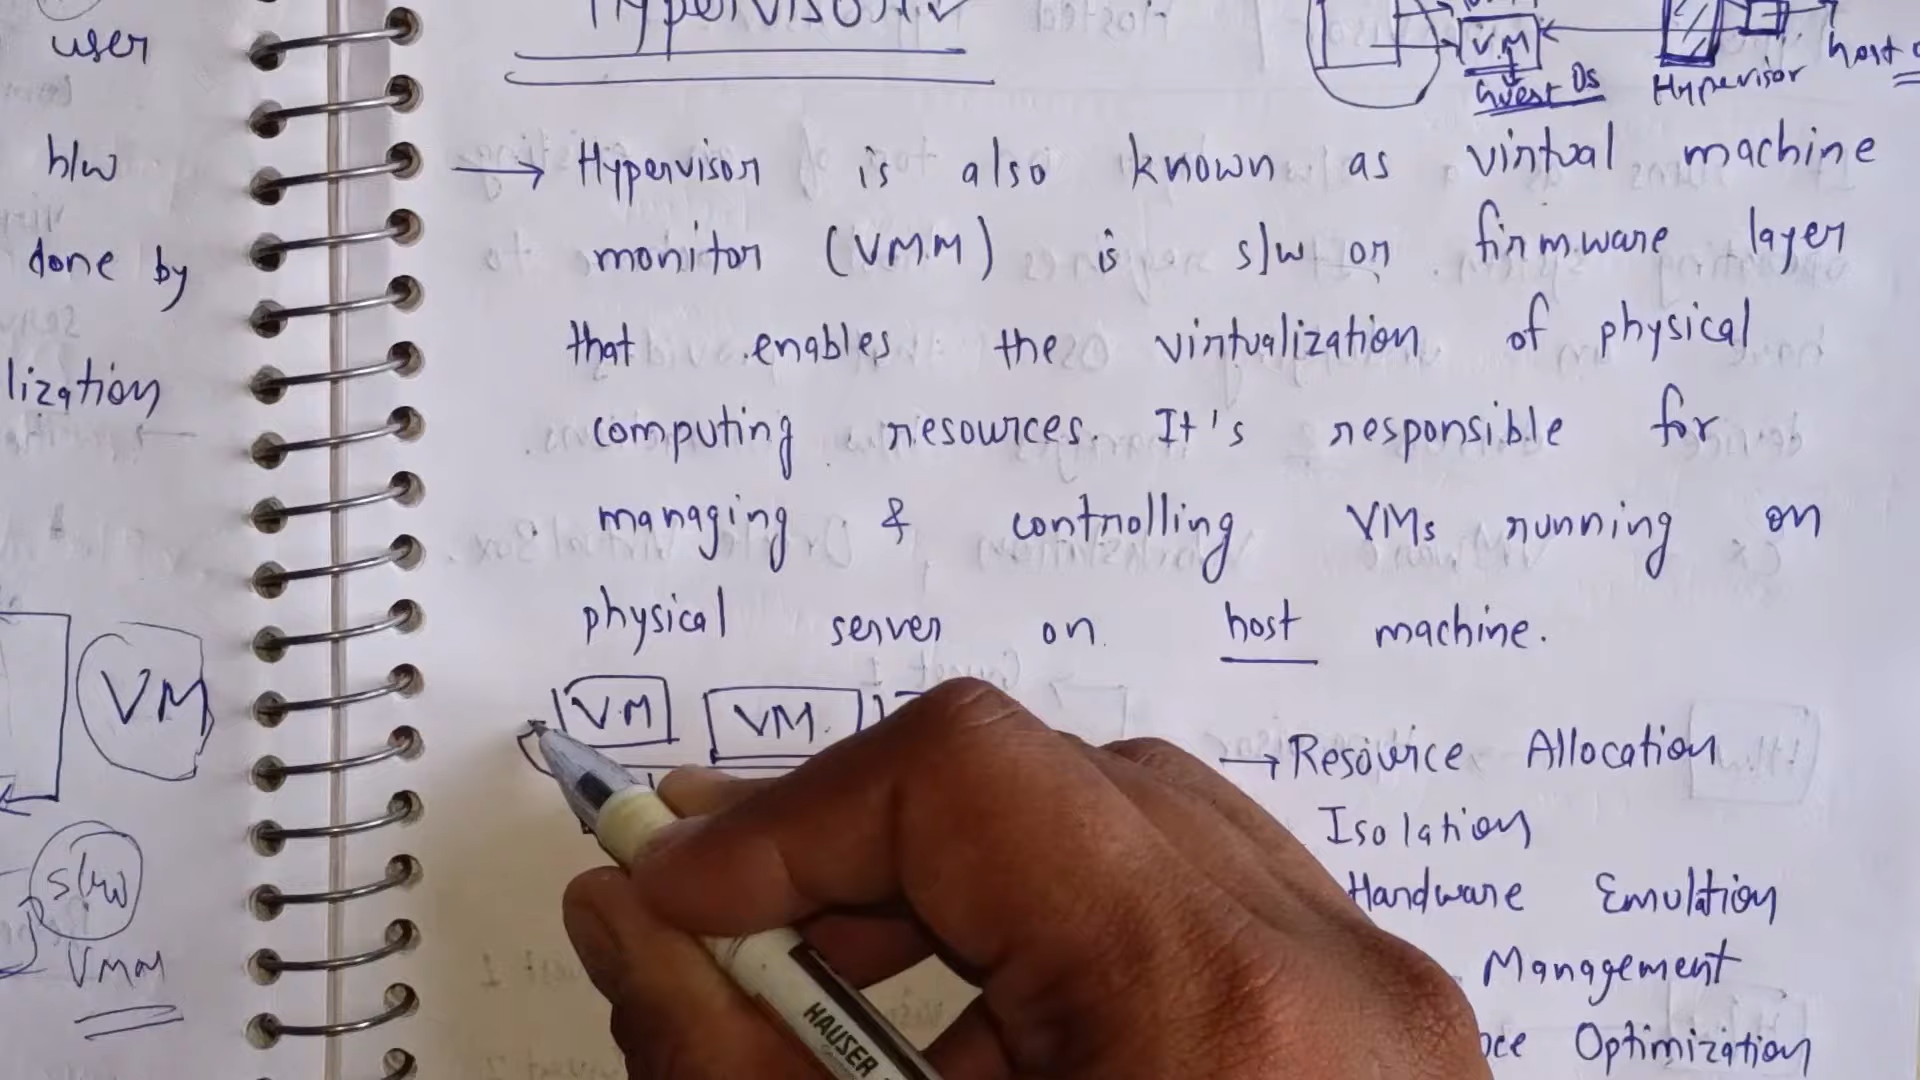 user
h/w
done by
lization
VM
s/w
VMM
Hypervisor
VM
Guest Os
Hypervisor
host
→ Hypervisor is also known as virtual machine
monitor (VMM) is s/w or firmware layer
that enables the virtualization of physical
computing resources. It's responsible for
managing & controlling VMs running on
physical server on host machine.
VM VM
→ Resource Allocation
Isolation
Hardware Emultion
Management
Optimization
HAUSER